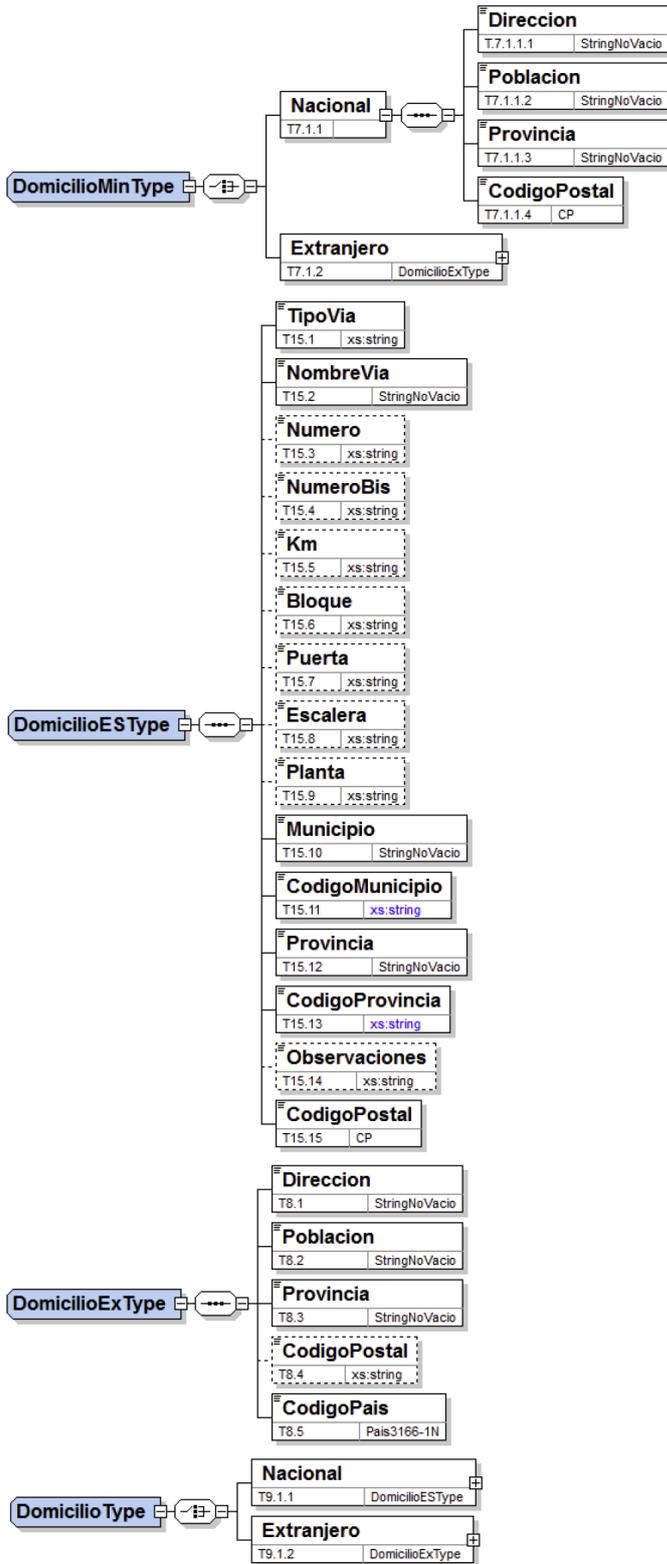 Direccion
T.7.1.1.1 StringNoVacio
Poblacion
T7.1.1.2 StringNoVacio
Nacional
T7.1.1
Provincia
T7.1.1.3 StringNoVacio
DomicilioMinType
CodigoPostal
T7.1.1.4 CP
Extranjero
T7.1.2 DomicilioExType
TipoVia
T15.1 xs:string
NombreVia
T15.2 StringNoVacio
Numero
T15.3 xs:string
NumeroBis
T15.4 xs:string
Km
T15.5 xs:string
Bloque
T15.6 xs:string
Puerta
T15.7 xs:string
DomicilioESType
Escalera
T15.8 xs:string
Planta
T15.9 xs:string
Municipio
T15.10 StringNoVacio
CodigoMunicipio
T15.11 xs:string
Provincia
T15.12 StringNoVacio
CodigoProvincia
T15.13 xs:string
Observaciones
T15.14 xs:string
CodigoPostal
T15.15 CP
Direccion
T8.1 StringNoVacio
Poblacion
T8.2 StringNoVacio
DomicilioExType
Provincia
T8.3 StringNoVacio
CodigoPostal
T8.4 xs:string
CodigoPais
T8.5 Pais3166-1N
DomicilioType
Nacional
T9.1.1 DomicilioESType
Extranjero
T9.1.2 DomicilioExType